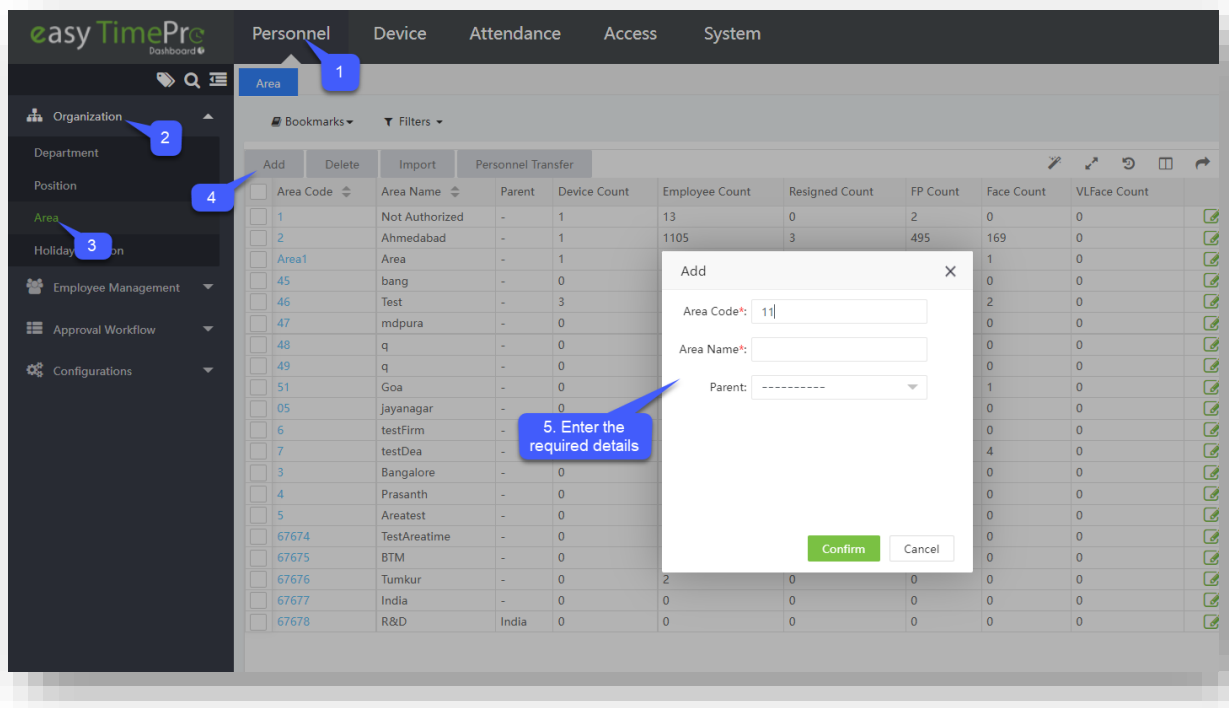 easy TimePro
Dashboard
Personnel Device Attendance Access System
1
Area
Organization
2
Department
Position
Area
3
Holiday on
Employee Management
Approval Workflow
Configurations
Bookmarks Filters
Add Delete Import Personnel Transfer
4
Area Code Area Name Parent Device Count Employee Count Resigned Count FP Count Face Count VLFace Count
1 Not Authorized - 1 13 0 2 0 0
2 Ahmedabad - 1 1105 3 495 169 0
Area1 Area - 1 1 0
45 bang - 0 0 0
46 Test - 3 2 0
47 mdpura - 0 0 0
48 q - 0 0 0
49 q - 0 0 0
51 Goa - 0 1 0
05 jayanagar - 0 0 0
6 testFirm - 0 0
7 testDea - 4 0
3 Bangalore - 0 0 0
4 Prasanth - 0 0 0
5 Areatest - 0 0 0
67674 TestAreatime - 0 0 0
67675 BTM - 0 0 0
67676 Tumkur - 0 2 0 0 0 0
67677 India - 0 0 0 0 0 0
67678 R&D India 0 0 0 0 0 0
Add
Area Code*: 11
Area Name*:
Parent: ----------
5. Enter the
required details
Confirm Cancel